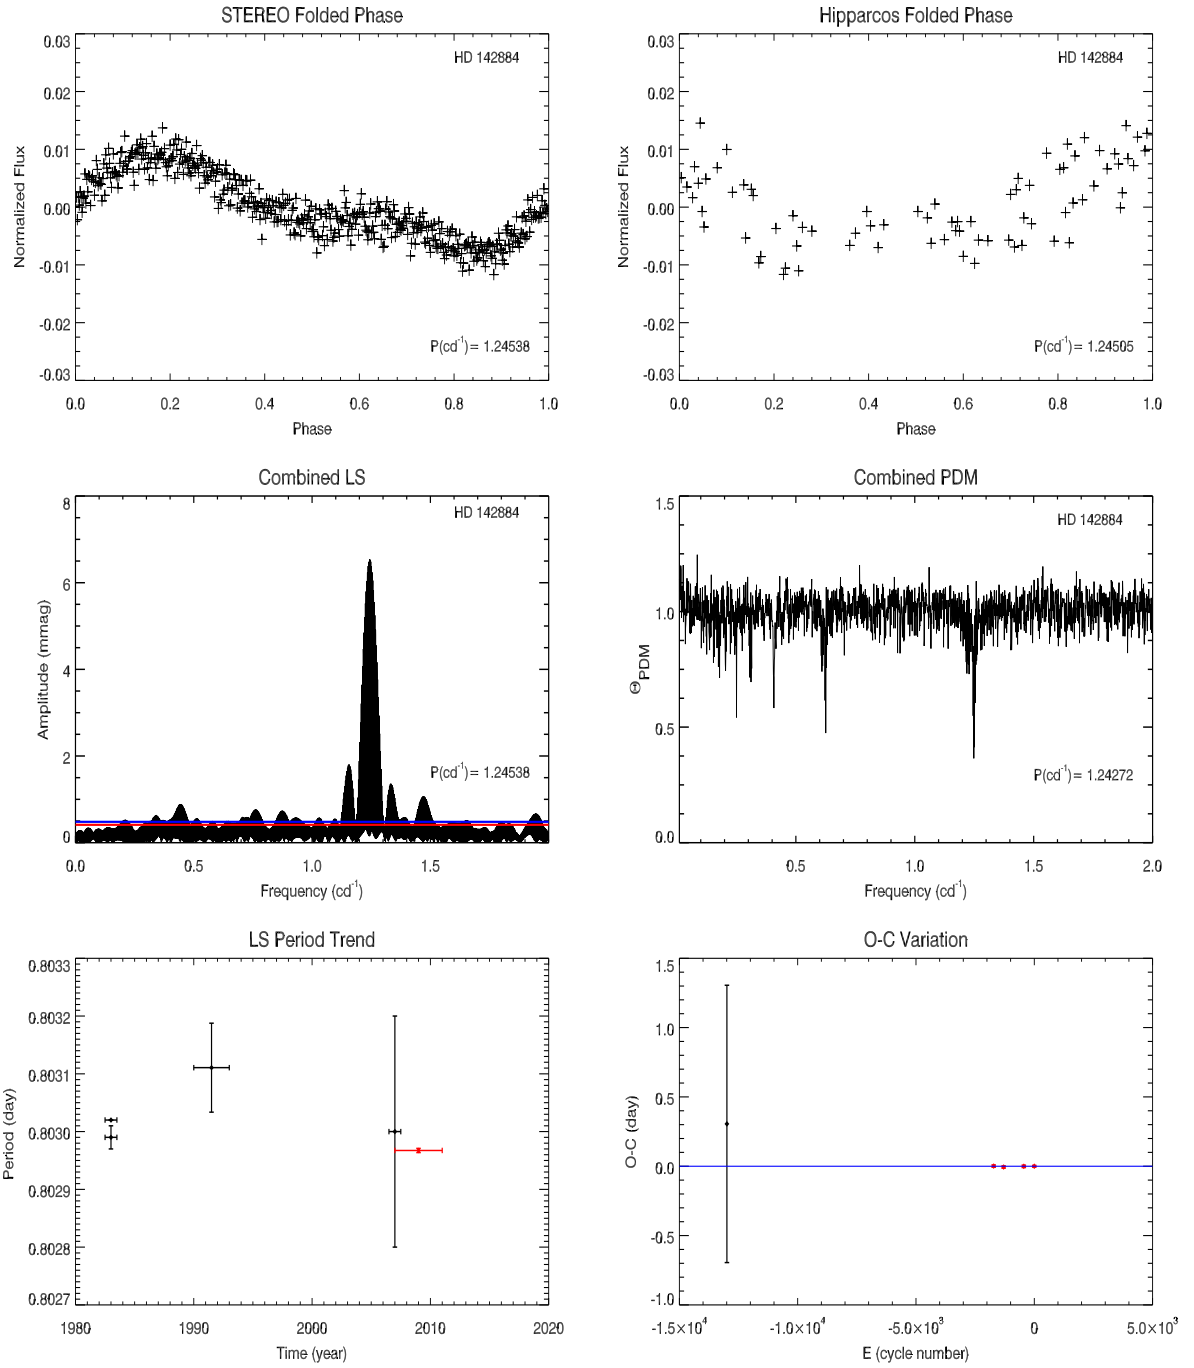 STEREO Folded Phase
HD 142884
Normalized Flux
0.03
0.02
0.01
0.00
-0.01
-0.02
-0.03
P(cd⁻¹)= 1.24538
0.0 0.2 0.4 0.6 0.8 1.0
Phase
Hipparcos Folded Phase
HD 142884
Normalized Flux
0.03
0.02
0.01
0.00
-0.01
-0.02
-0.03
P(cd⁻¹)= 1.24505
0.0 0.2 0.4 0.6 0.8 1.0
Phase
Combined LS
HD 142884
Amplitude (mmag)
8
6
4
2
0
P(cd⁻¹)= 1.24538
0.0 0.5 1.0 1.5
Frequency (cd⁻¹)
Combined PDM
HD 142884
Θ_PDM
1.5
1.0
0.5
0.0
P(cd⁻¹)= 1.24272
0.5 1.0 1.5 2.0
Frequency (cd⁻¹)
LS Period Trend
Period (day)
0.8033
0.8032
0.8031
0.8030
0.8029
0.8028
0.8027
1980 1990 2000 2010 2020
Time (year)
O-C Variation
O-C (day)
1.5
1.0
0.5
0.0
-0.5
-1.0
-1.5×10⁴ -1.0×10⁴ -5.0×10³ 0 5.0×10³
E (cycle number)